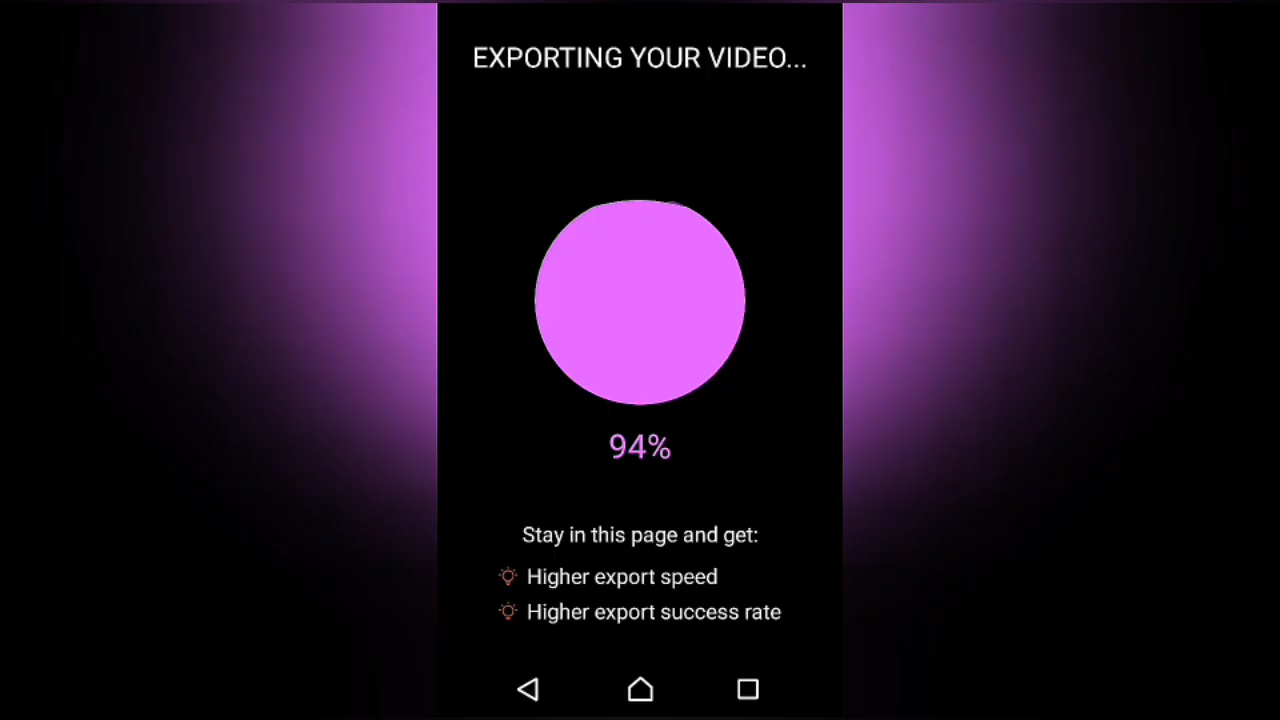 EXPORTING YOUR VIDEO...
94%
Stay in this page and get:
Higher export speed
Higher export success rate